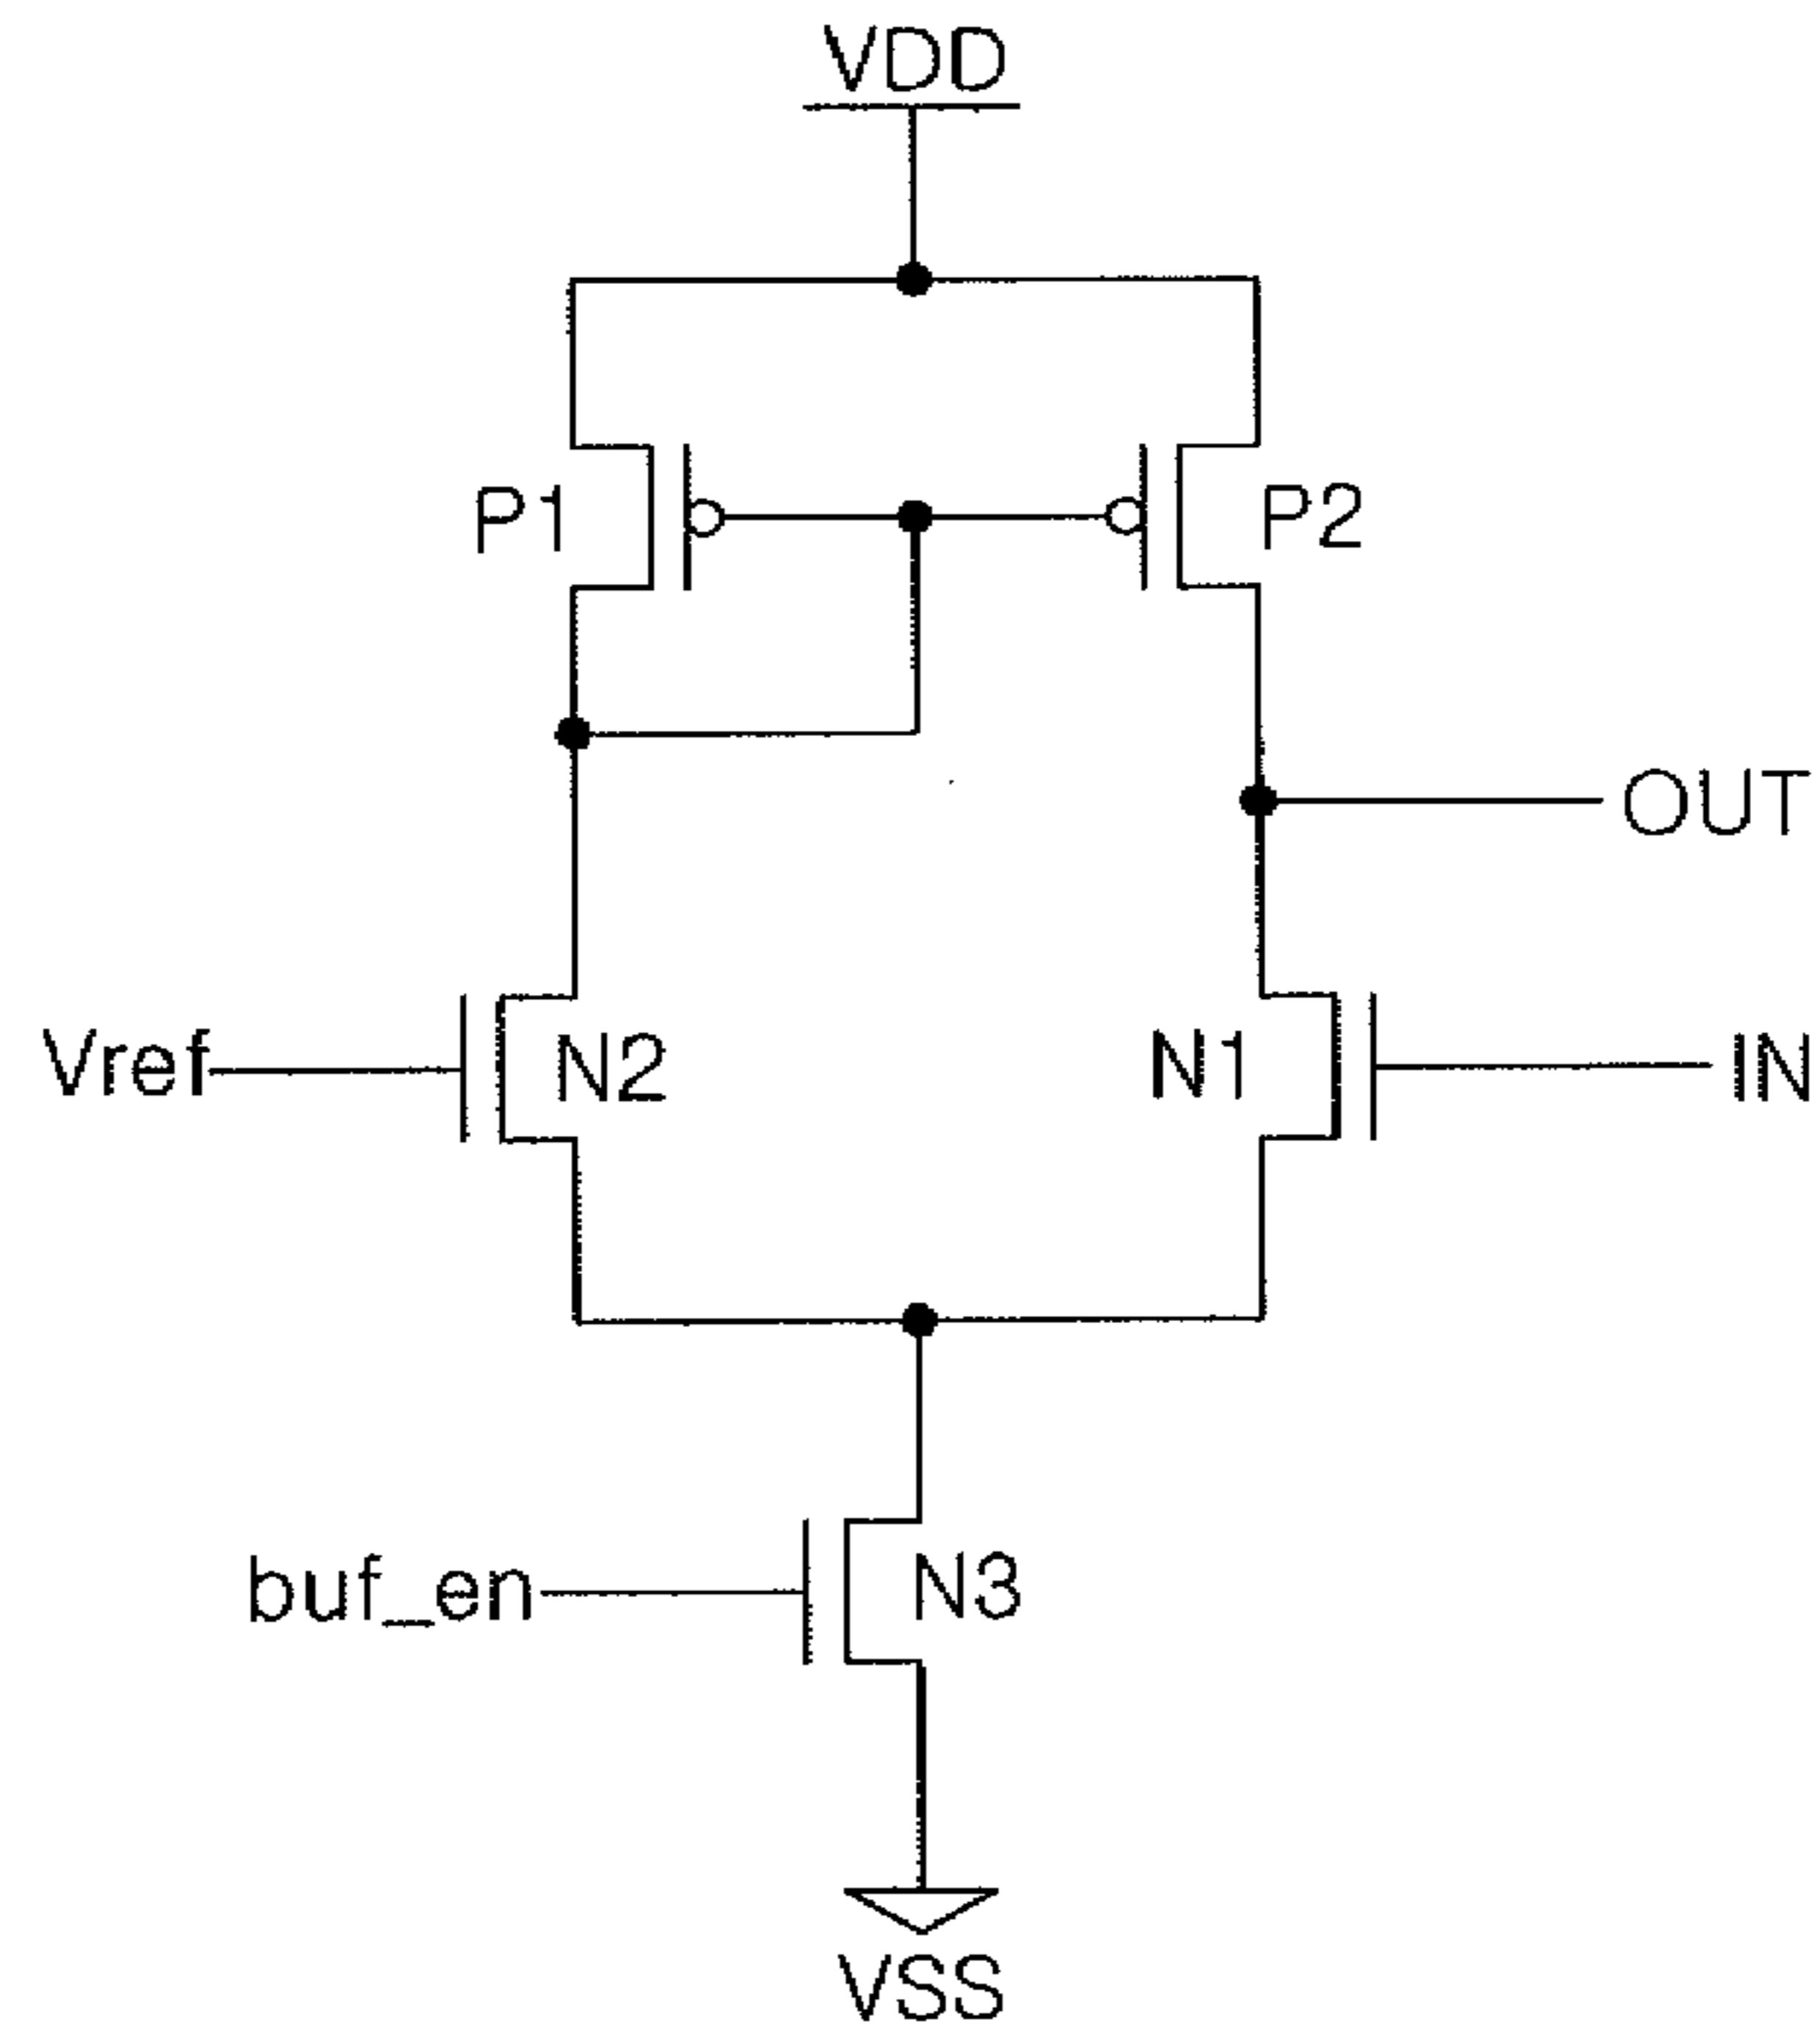 VDD
P1
P2
OUT
Vref
N2
N1
IN
buf_en
N3
VSS